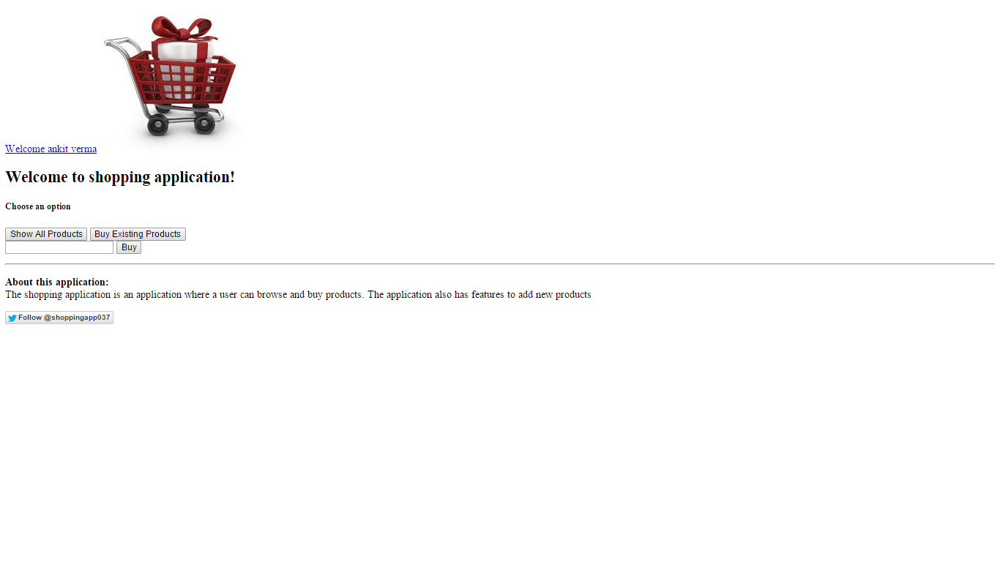 Welcome ankit verma
Welcome to shopping application!
Choose an option
Show All Products Buy Existing Products
Buy
About this application:
The shopping application is an application where a user can browse and buy products. The application also has features to add new products
Follow @shoppingapp037